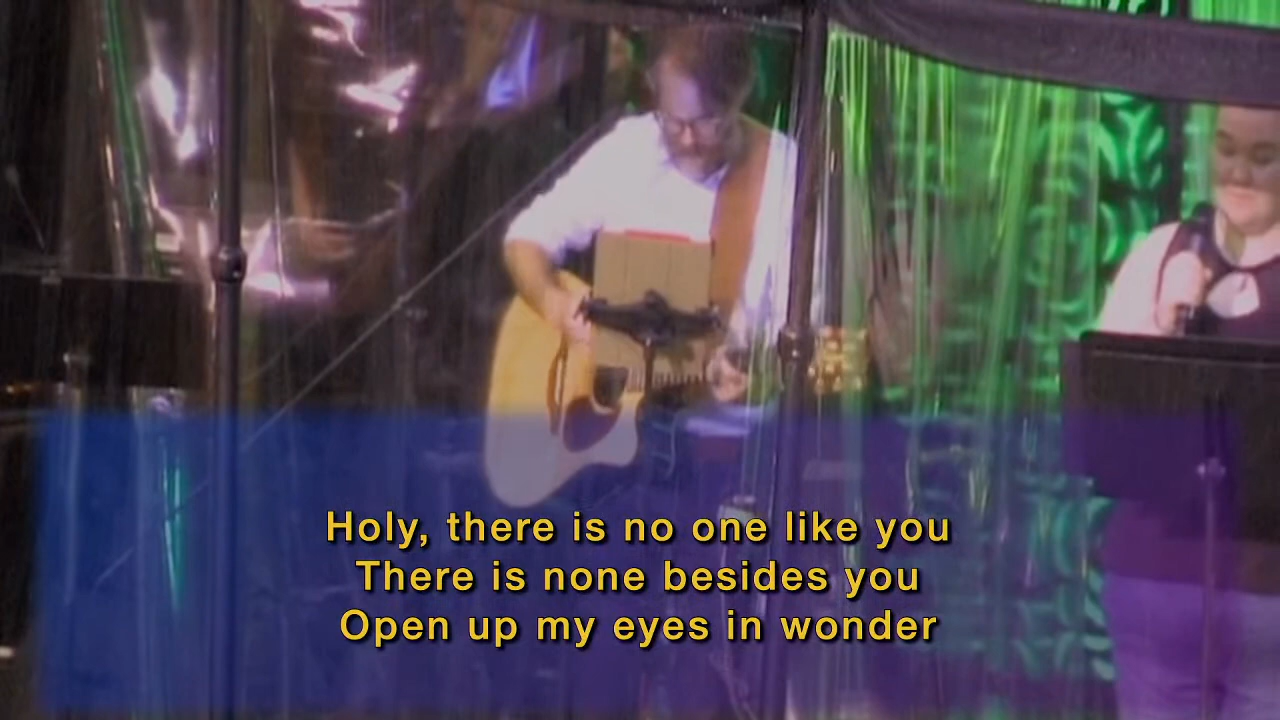 Holy, there is no one like you
There is none besides you
Open up my eyes in wonder